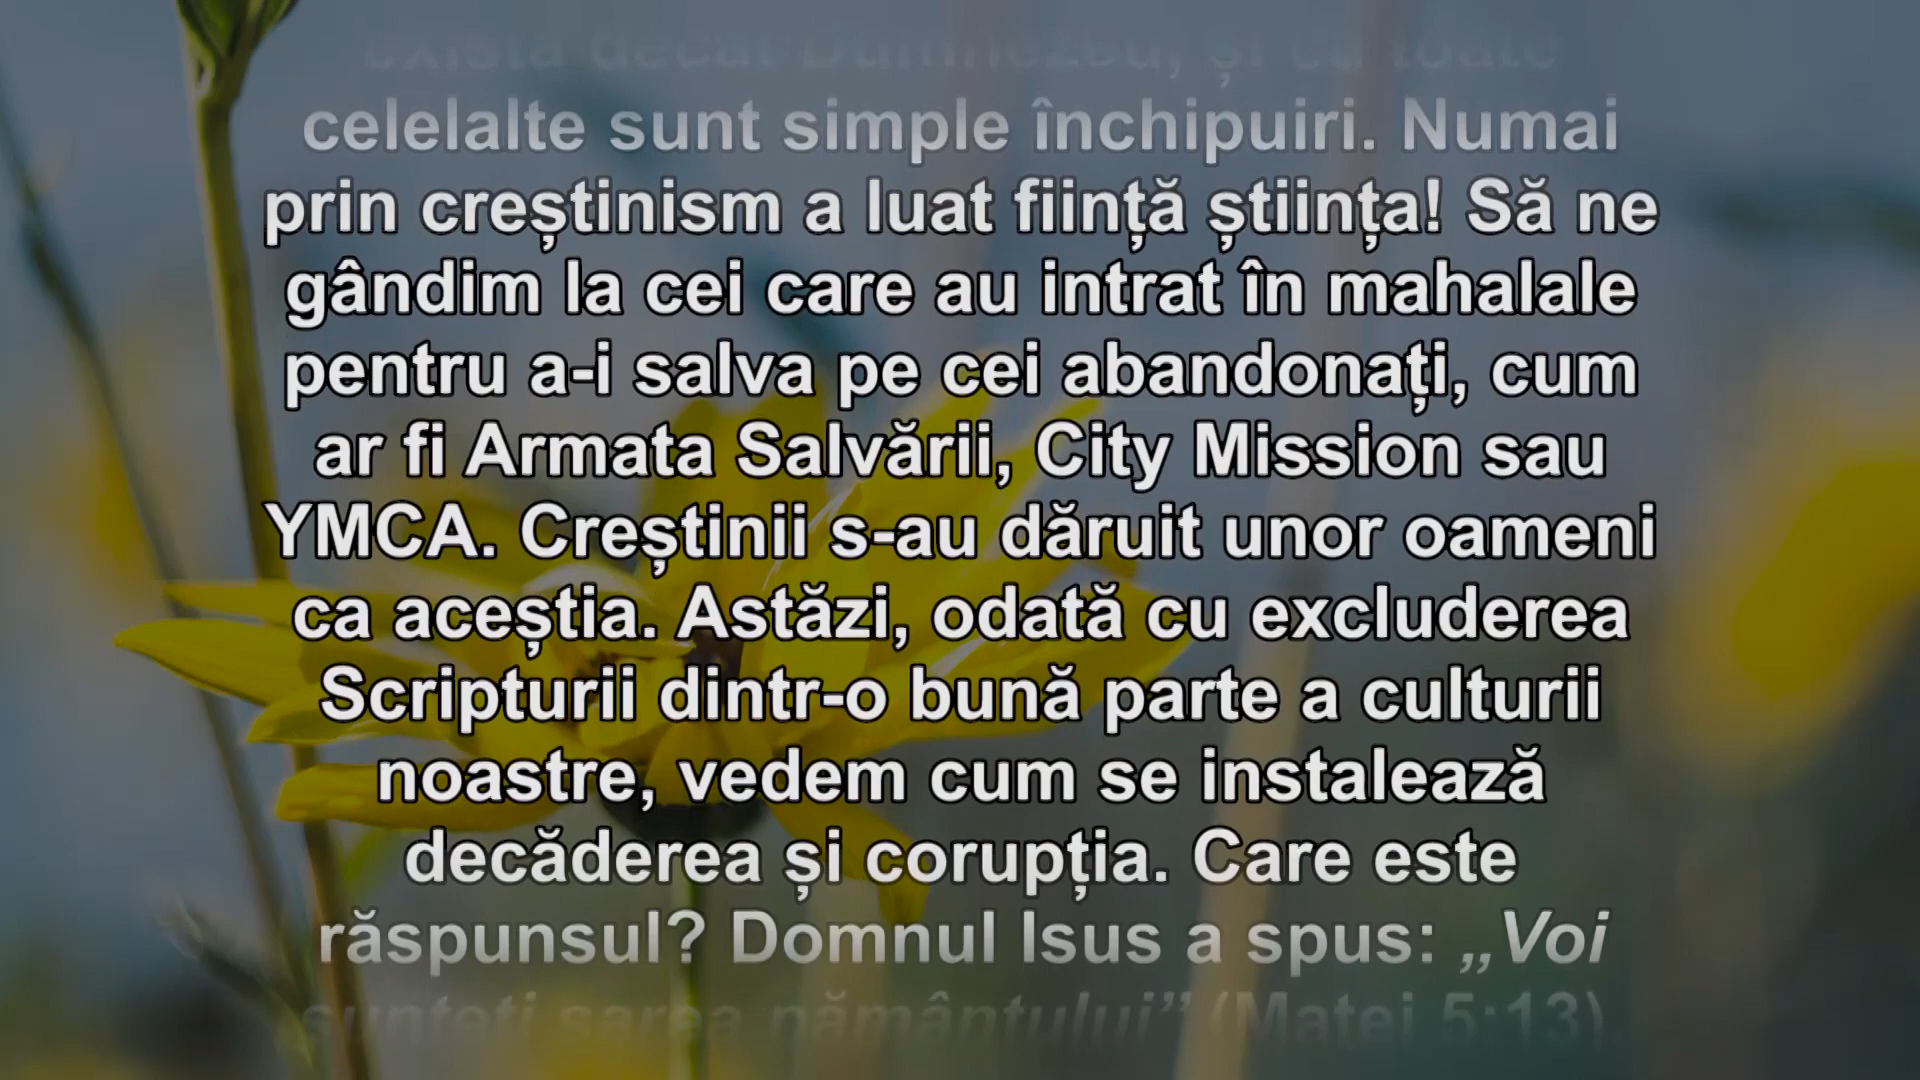 există decât Dumnezeu, și că toate
celelalte sunt simple închipuiri. Numai
prin creștinism a luat ființă știința! Să ne
gândim la cei care au intrat în mahalale
pentru a-i salva pe cei abandonați, cum
ar fi Armata Salvării, City Mission sau
YMCA. Creștinii s-au dăruit unor oameni
ca aceștia. Astăzi, odată cu excluderea
Scripturii dintr-o bună parte a culturii
noastre, vedem cum se instalează
decăderea și corupția. Care este
răspunsul? Domnul Isus a spus: „Voi
sunteți sarea pământului” (Matei 5:13).